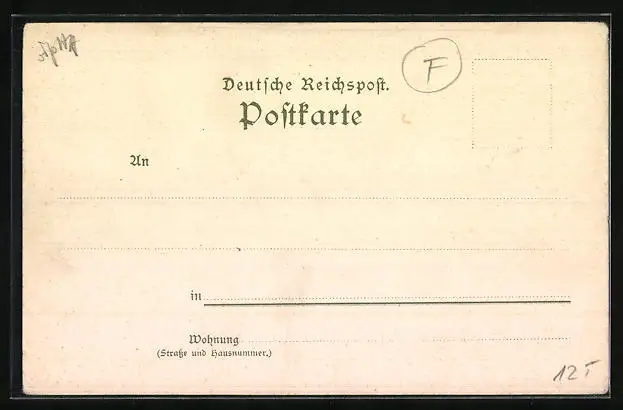 F
Deutſche Reichspoſt.
Poſtkarte
An
in
Wohnung
(Straße und Hausnummer.)
12